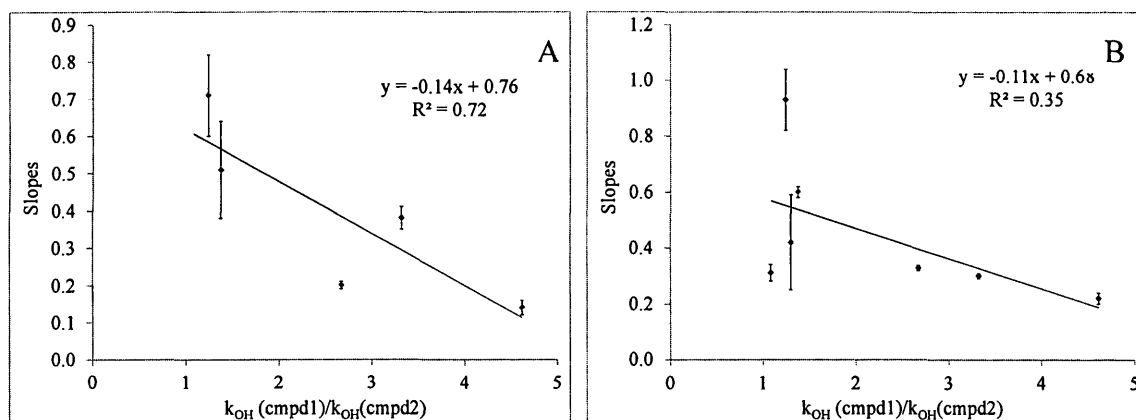 A
y = -0.14x + 0.76
R² = 0.72
0.9
0.8
0.7
0.6
0.5
0.4
0.3
0.2
0.1
0.0
Slopes
0 1 2 3 4 5
kOH (cmpd1)/kOH(cmpd2)
B
y = -0.11x + 0.68
R² = 0.35
1.2
1.0
0.8
0.6
0.4
0.2
0.0
Slopes
0 1 2 3 4 5
kOH (cmpd1)/kOH(cmpd2)